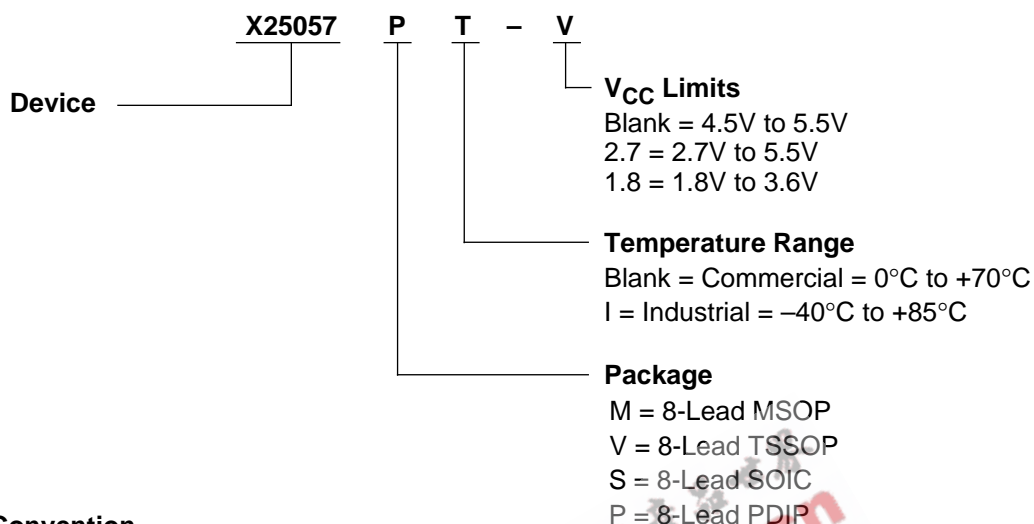 X25057 P T – V
Device
VCC Limits
Blank = 4.5V to 5.5V
2.7 = 2.7V to 5.5V
1.8 = 1.8V to 3.6V
Temperature Range
Blank = Commercial = 0°C to +70°C
I = Industrial = –40°C to +85°C
Package
M = 8-Lead MSOP
V = 8-Lead TSSOP
S = 8-Lead SOIC
P = 8-Lead PDIP
Convention